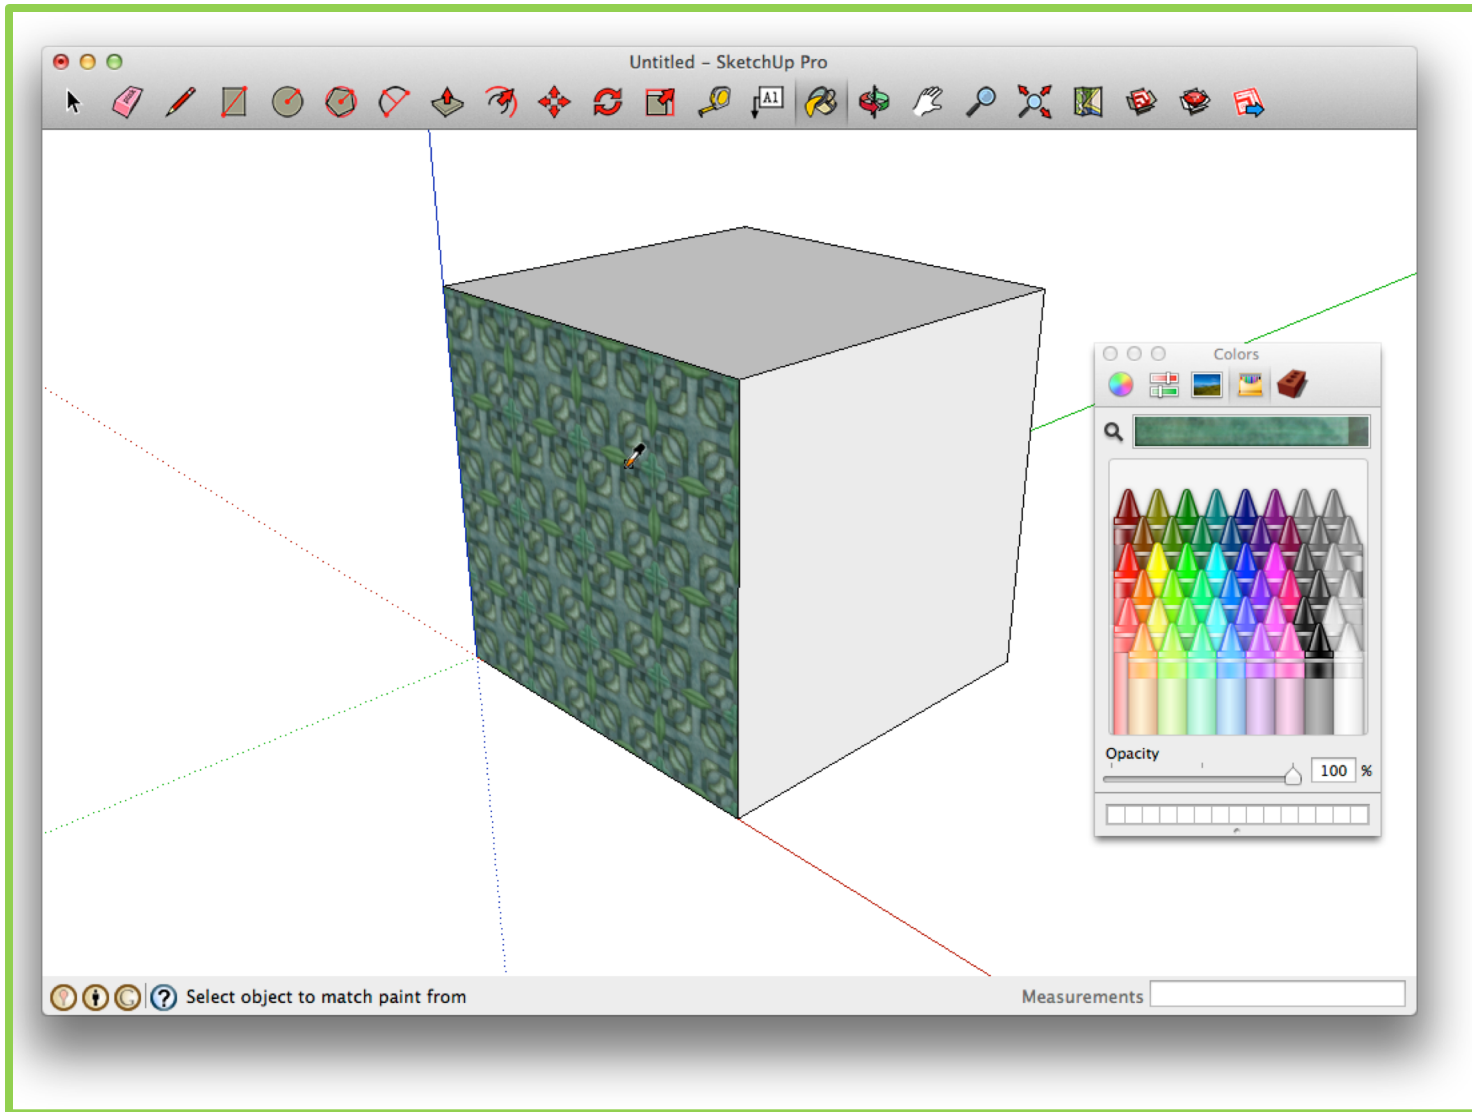 Untitled – SketchUp Pro
A1
Colors
Opacity
100 %
Select object to match paint from
Measurements